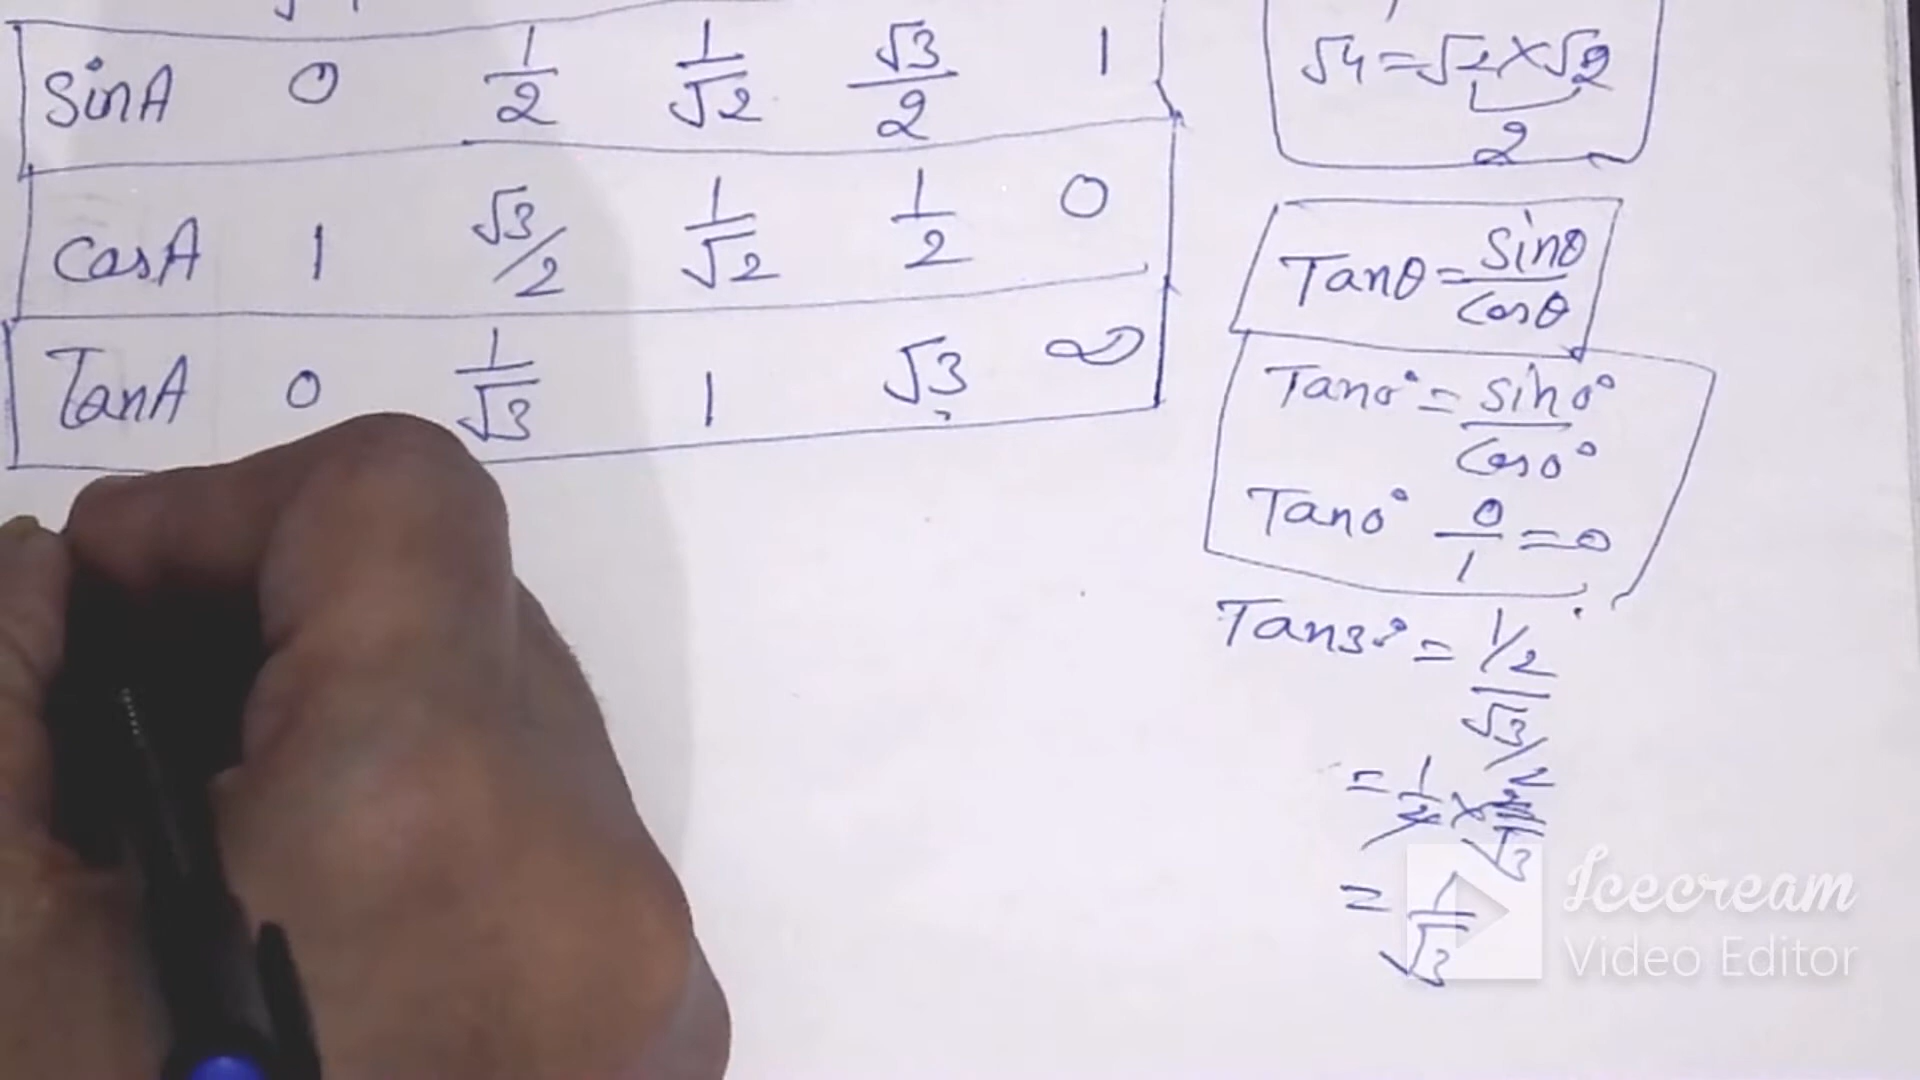 SinA 0 1/2 1/√2 √3/2 1
CosA 1 √3/2 1/√2 1/2 0
TanA 0 1/√3 1 √3 ∞
√4=√2×√2
2
Tanθ=Sinθ/Cosθ
Tan0°=Sin0°/Cos0°
Tan0° 0/1=0
Tan30=1/2/√3/2
=1/2×2/√3
=1/√3
Icecream
Video Editor